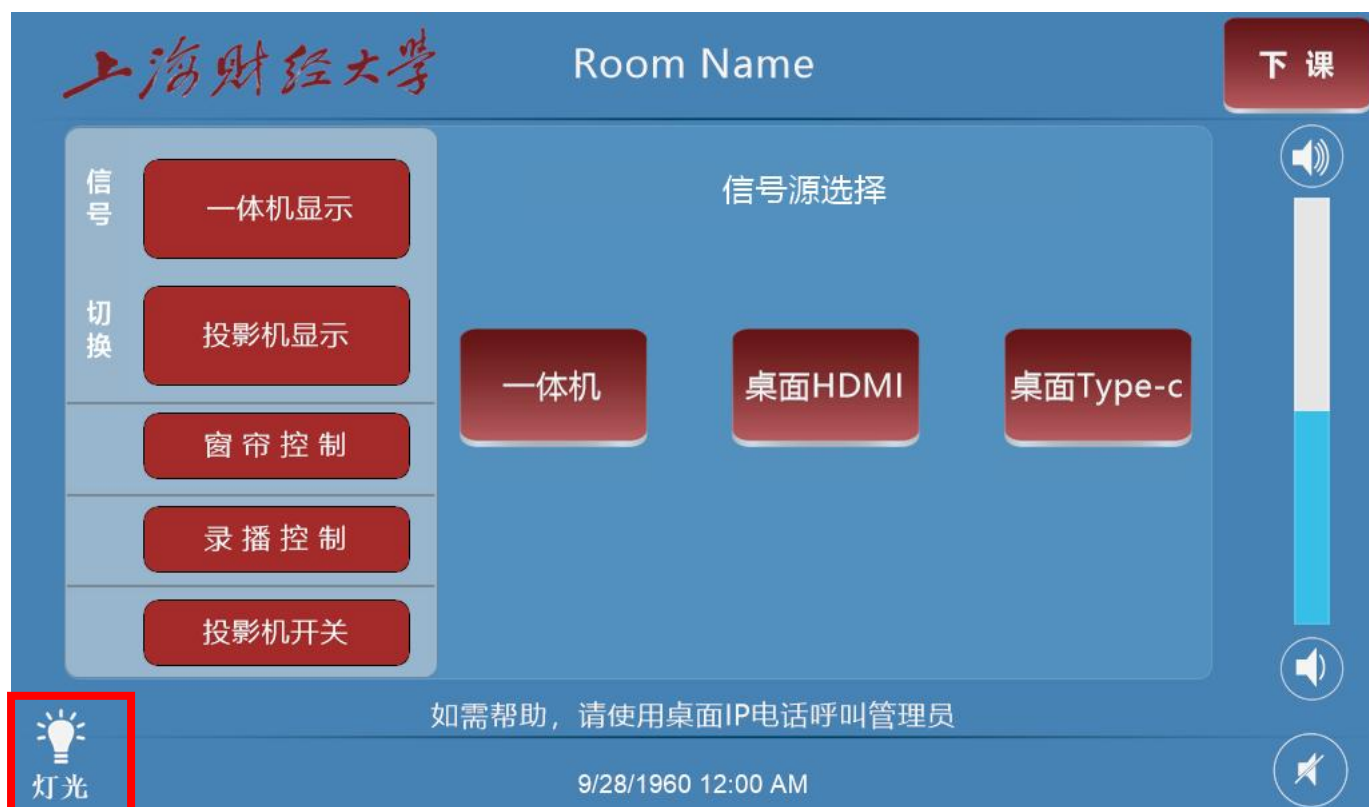 上海财经大学
Room Name
下 课
信号
一体机显示
切换
投影机显示
窗 帘 控 制
录 播 控 制
投影机开关
信号源选择
一体机
桌面HDMI
桌面Type-c
如需帮助，请使用桌面IP电话呼叫管理员
灯光
9/28/1960 12:00 AM